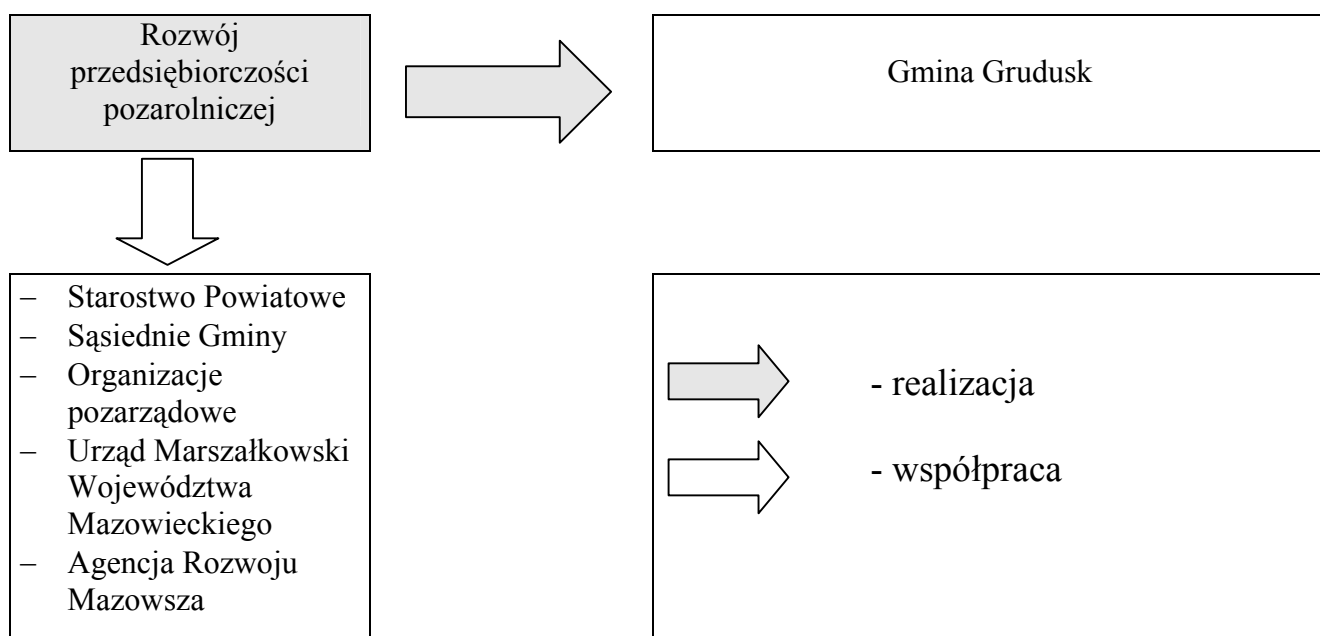 Rozwój
przedsiębiorczości
pozarolniczej
Gmina Grudusk
– Starostwo Powiatowe
– Sąsiednie Gminy
– Organizacje
pozarządowe
– Urząd Marszałkowski
Województwa
Mazowieckiego
– Agencja Rozwoju
Mazowsza
- realizacja
- współpraca